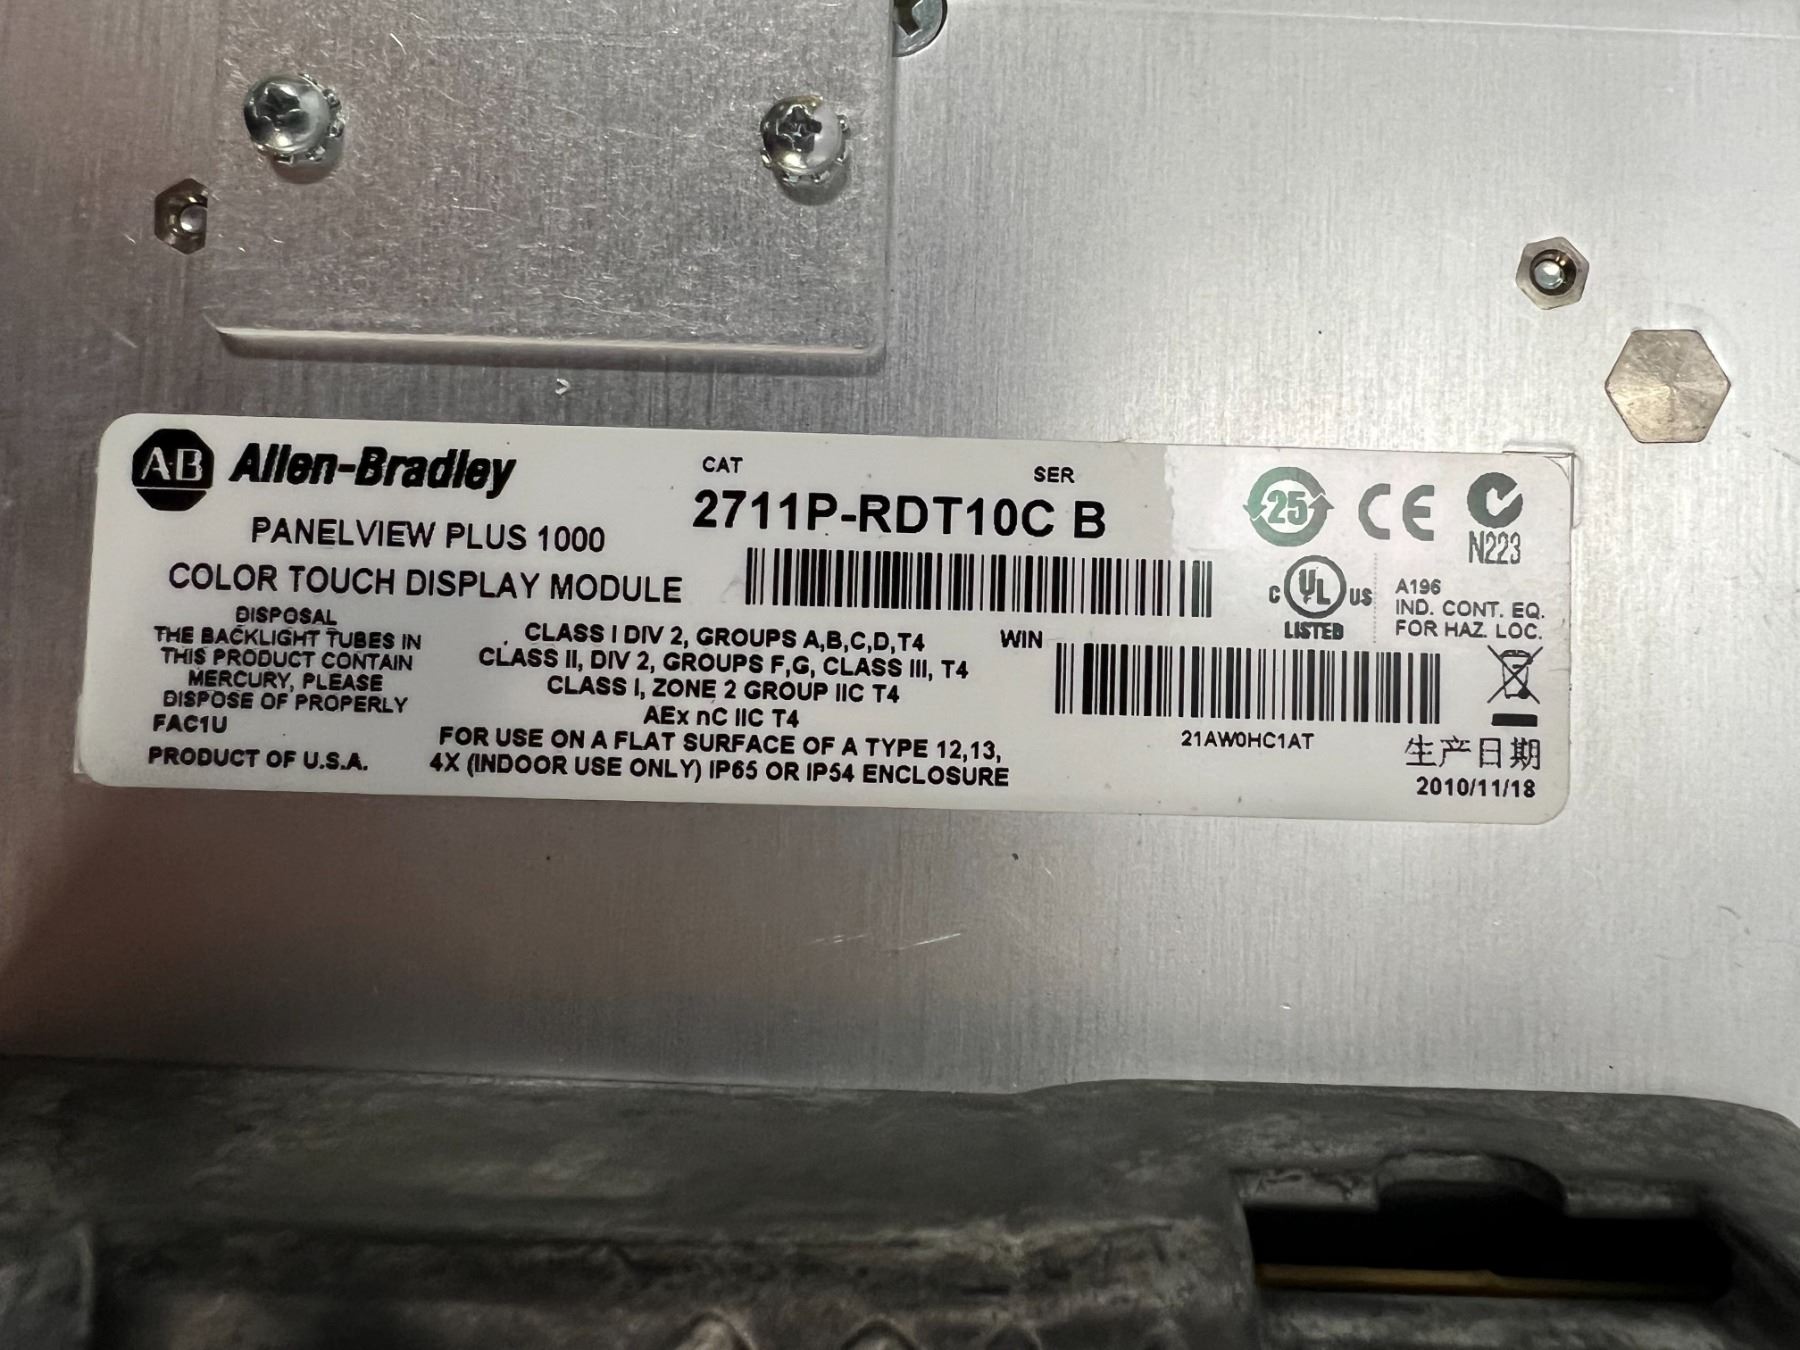 AB Allen-Bradley
PANELVIEW PLUS 1000
COLOR TOUCH DISPLAY MODULE
DISPOSAL
THE BACKLIGHT TUBES IN
THIS PRODUCT CONTAIN
MERCURY, PLEASE
DISPOSE OF PROPERLY
FAC1U
PRODUCT OF U.S.A.
CAT SER
2711P-RDT10C B
CLASS I DIV 2, GROUPS A,B,C,D,T4
CLASS II, DIV 2, GROUPS F,G, CLASS III, T4
CLASS I, ZONE 2 GROUP IIC T4
AEx nC IIC T4
FOR USE ON A FLAT SURFACE OF A TYPE 12,13,
4X (INDOOR USE ONLY) IP65 OR IP54 ENCLOSURE
WIN
21AW0HC1AT
25 CE
N223
C UL US
LISTED
A196
IND. CONT. EQ.
FOR HAZ. LOC.
生产日期
2010/11/18